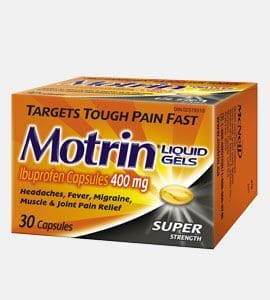 TARGETS TOUGH PAIN FAST
Motrin LIQUID
GELS
Ibuprofen Capsules 400 mg
Headaches, Fever, Migraine,
Muscle & Joint Pain Relief
30 Capsules
SUPER
STRENGTH